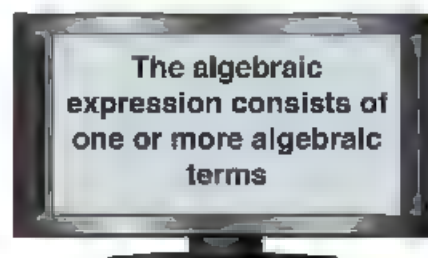 The algebraic
expression consists of
one or more algebraic
terms